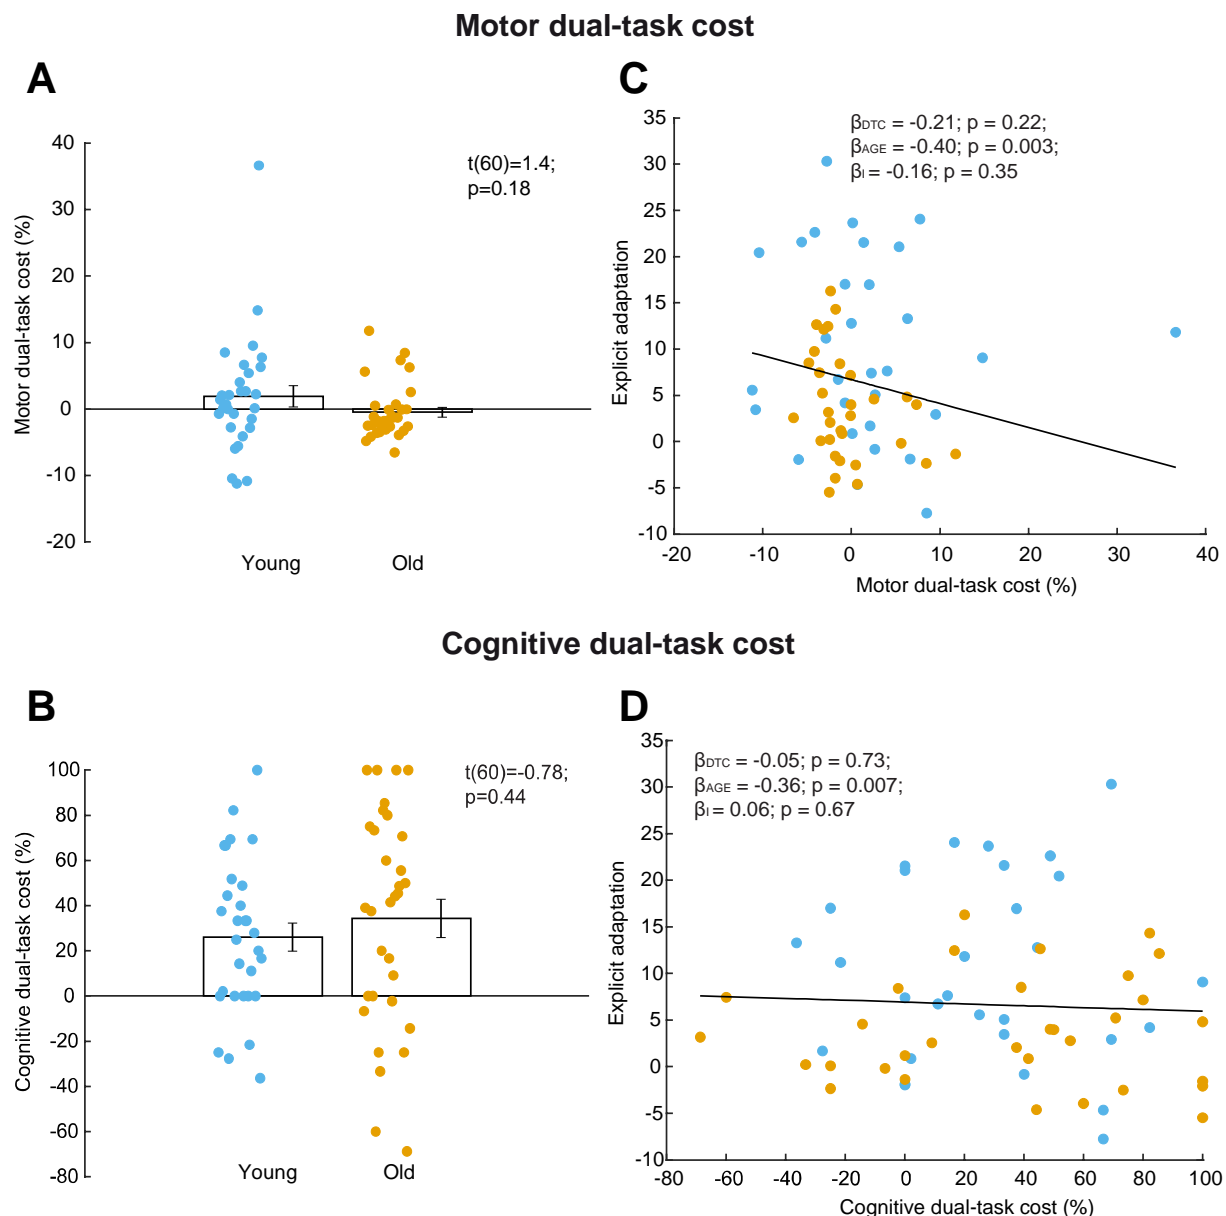 Motor dual-task cost
A
C
40
30
20
10
0
-10
-20
Motor dual-task cost (%)
t(60)=1.4;
p=0.18
Young
Old
35
30
25
20
15
10
5
0
-5
-10
Explicit adaptation
βDTC = -0.21; p = 0.22;
βAGE = -0.40; p = 0.003;
βI = -0.16; p = 0.35
-20
-10
0
10
20
30
40
Motor dual-task cost (%)
Cognitive dual-task cost
B
D
100
80
60
40
20
0
-20
-40
-60
-80
Cognitive dual-task cost (%)
t(60)=-0.78;
p=0.44
Young
Old
35
30
25
20
15
10
5
0
-5
-10
Explicit adaptation
βDTC = -0.05; p = 0.73;
βAGE = -0.36; p = 0.007;
βI = 0.06; p = 0.67
-80
-60
-40
-20
0
20
40
60
80
100
Cognitive dual-task cost (%)